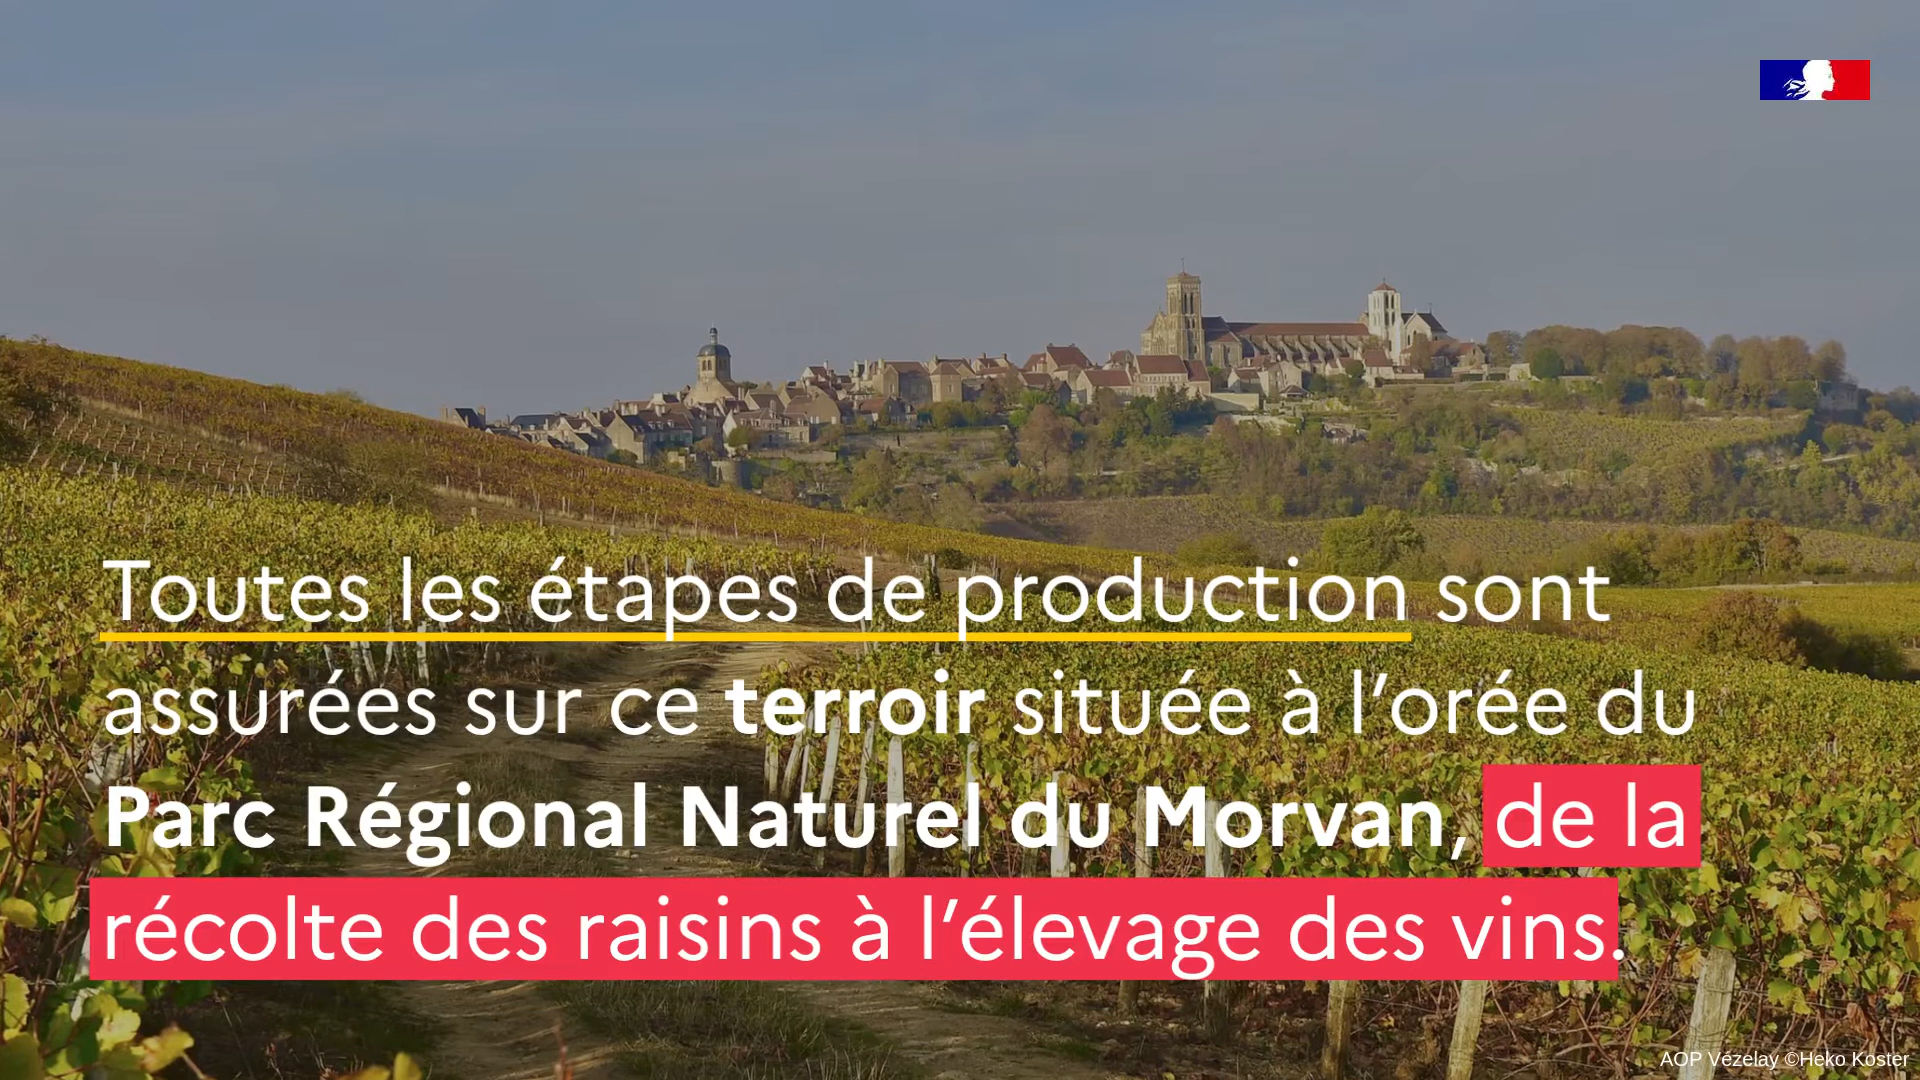 Toutes les étapes de production sont
assurées sur ce terroir située à l’orée du
Parc Régional Naturel du Morvan, de la
récolte des raisins à l’élevage des vins.
AOP Vézelay ©Heko Koster